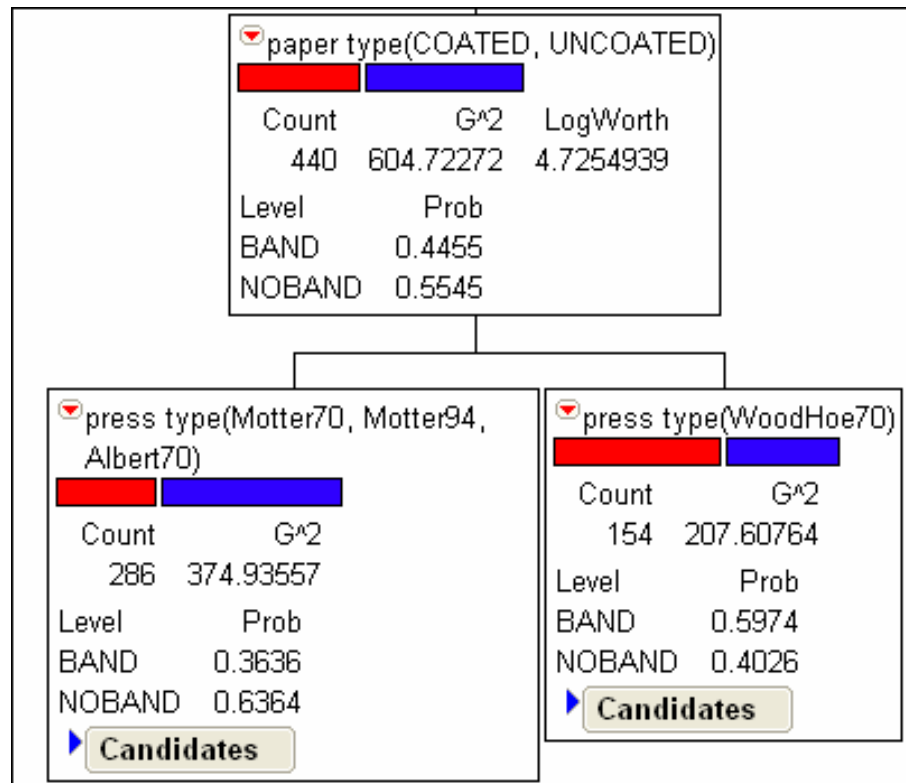 paper type(COATED, UNCOATED)
Count G^2 LogWorth
440 604.72272 4.7254939
Level Prob
BAND 0.4455
NOBAND 0.5545
press type(Motter70, Motter94,
Albert70)
Count G^2
286 374.93557
Level Prob
BAND 0.3636
NOBAND 0.6364
Candidates
press type(WoodHoe70)
Count G^2
154 207.60764
Level Prob
BAND 0.5974
NOBAND 0.4026
Candidates